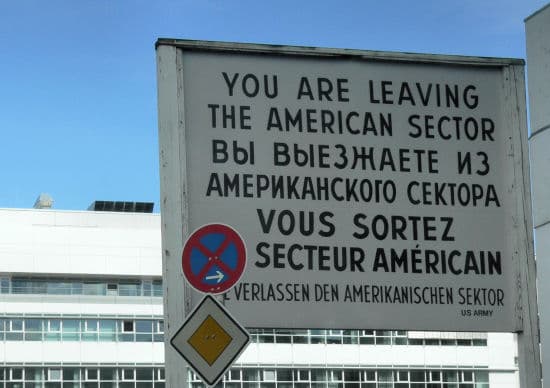 YOU ARE LEAVING
THE AMERICAN SECTOR
ВЫ ВЫЕЗЖАЕТЕ ИЗ
АМЕРИКАНСКОГО СЕКТОРА
VOUS SORTEZ
SECTEUR AMÉRICAIN
VERLASSEN DEN AMERIKANISCHEN SEKTOR
US ARMY